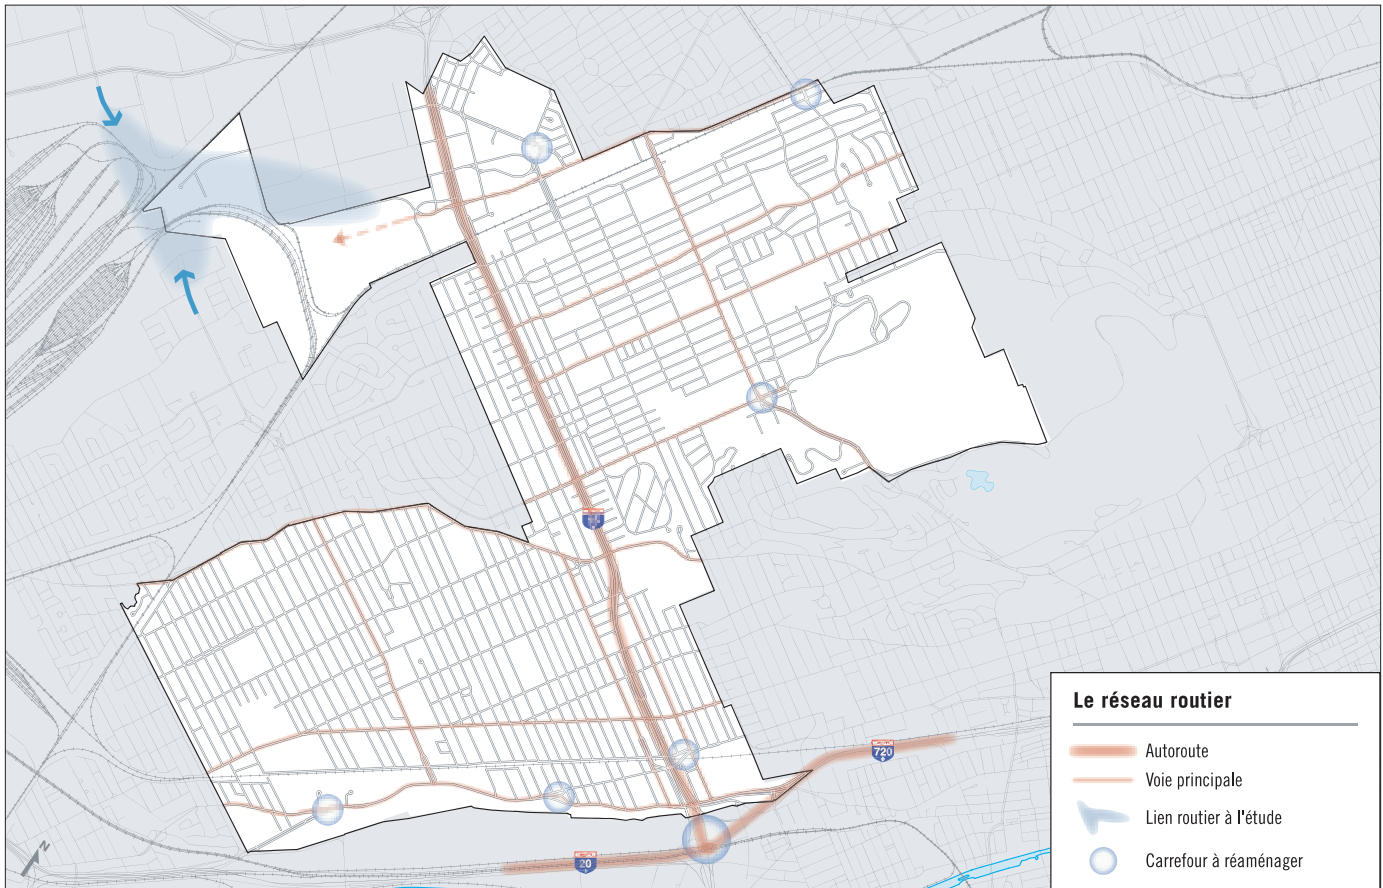 N
20
720
Le réseau routier
Autoroute
Voie principale
Lien routier à l'étude
Carrefour à réaménager